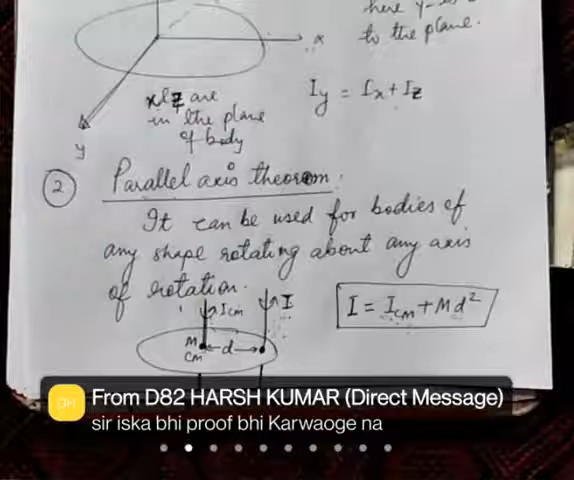 here y-
to the plane.
x
x & z are
in the plane
of body
y
Iy = Ix + Iz
2 Parallel axis theorem.
It can be used for bodies of
any shape rotating about any axis
of rotation.
Icm
I
I = ICM + Md²
M
CM
d
DH
From D82 HARSH KUMAR (Direct Message)
sir iska bhi proof bhi Karwaoge na